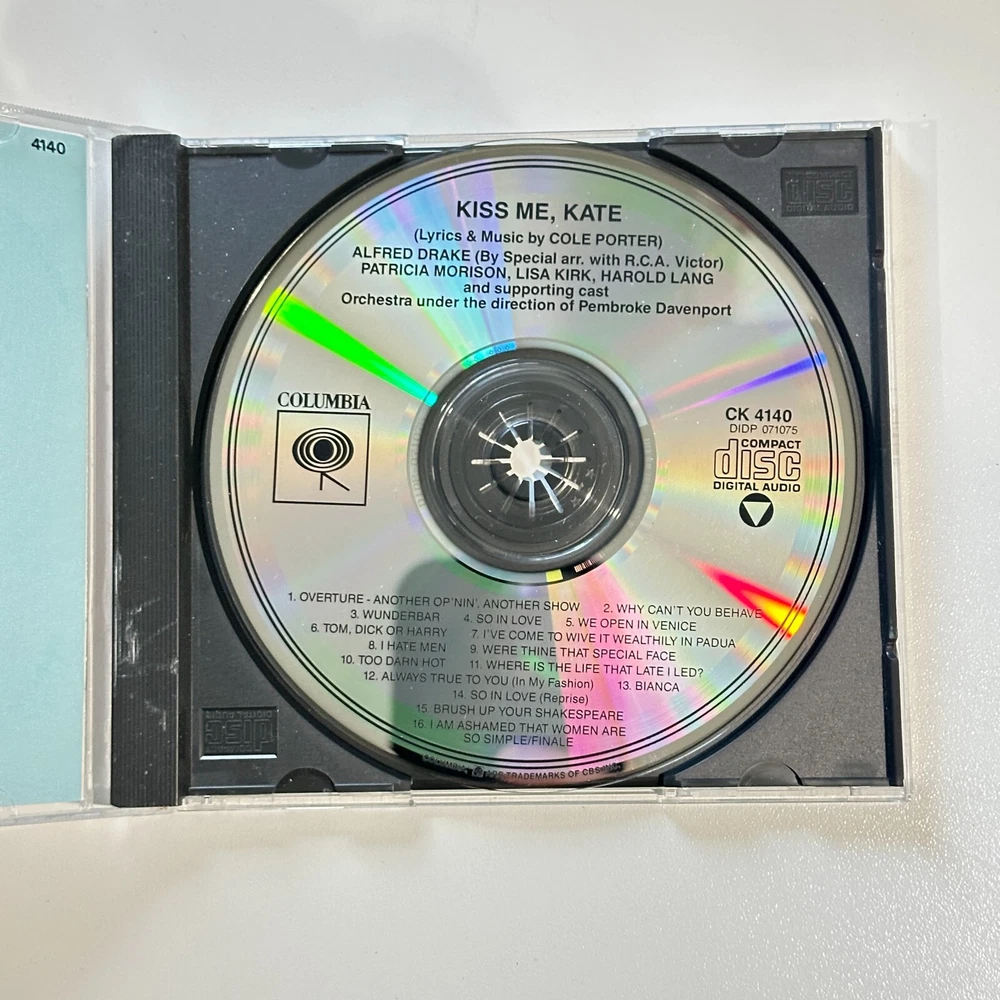 4140
KISS ME, KATE
(Lyrics & Music by COLE PORTER)
ALFRED DRAKE (By Special arr. with R.C.A. Victor)
PATRICIA MORISON, LISA KIRK, HAROLD LANG
and supporting cast
Orchestra under the direction of Pembroke Davenport
COLUMBIA
CK 4140
DIDP 071075
COMPACT
disc
DIGITAL AUDIO
1. OVERTURE - ANOTHER OP'NIN', ANOTHER SHOW 2. WHY CAN'T YOU BEHAVE
3. WUNDERBAR 4. SO IN LOVE 5. WE OPEN IN VENICE
6. TOM, DICK OR HARRY 7. I'VE COME TO WIVE IT WEALTHILY IN PADUA
8. I HATE MEN 9. WERE THINE THAT SPECIAL FACE
10. TOO DARN HOT 11. WHERE IS THE LIFE THAT LATE I LED?
12. ALWAYS TRUE TO YOU (In My Fashion) 13. BIANCA
14. SO IN LOVE (Reprise)
15. BRUSH UP YOUR SHAKESPEARE
16. I AM ASHAMED THAT WOMEN ARE
SO SIMPLE/FINALE
TRADEMARKS OF CBS
disc